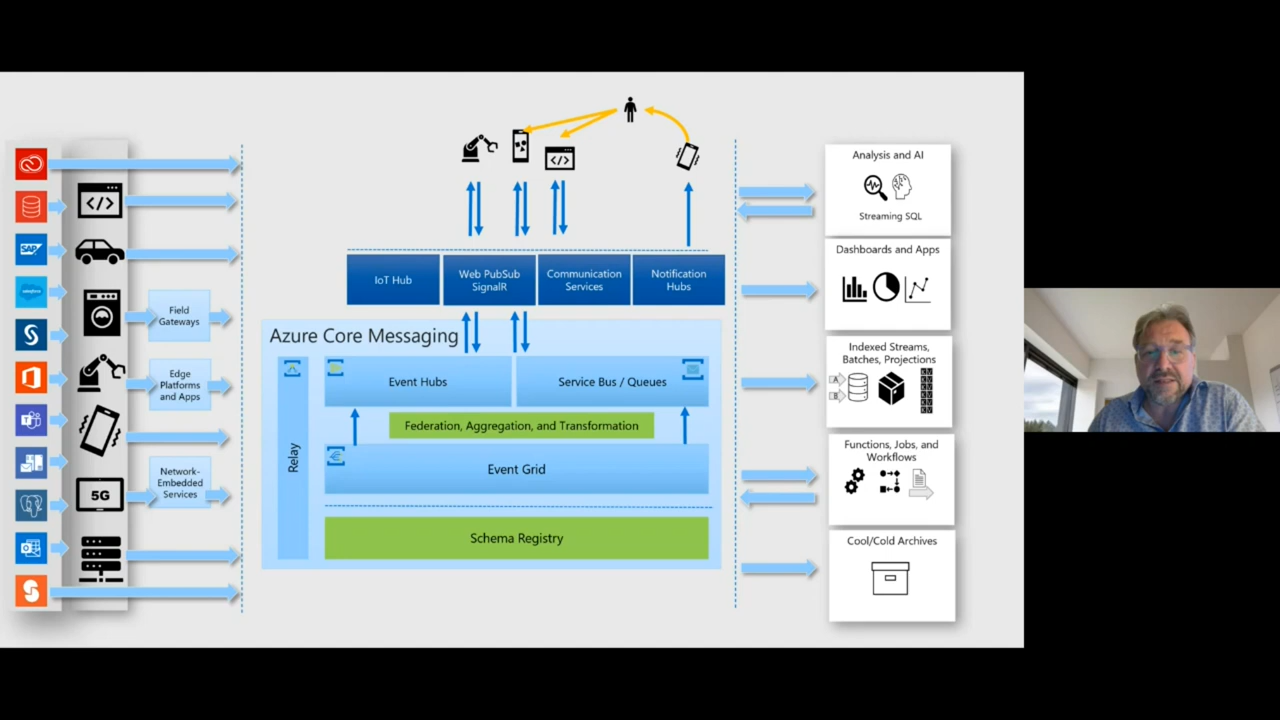 SAP
salesforce
5G
Field
Gateways
Edge
Platforms
and Apps
Network-
Embedded
Services
IoT Hub
Web PubSub
SignalR
Communication
Services
Notification
Hubs
Azure Core Messaging
Relay
Event Hubs
Service Bus / Queues
Federation, Aggregation, and Transformation
Event Grid
Schema Registry
Analysis and AI
Streaming SQL
Dashboards and Apps
Indexed Streams,
Batches, Projections
A
B
Functions, Jobs, and
Workflows
Cool/Cold Archives